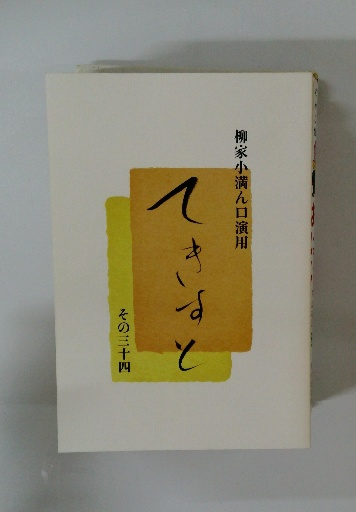 柳家小満ん口演用
てきすと
その三十四